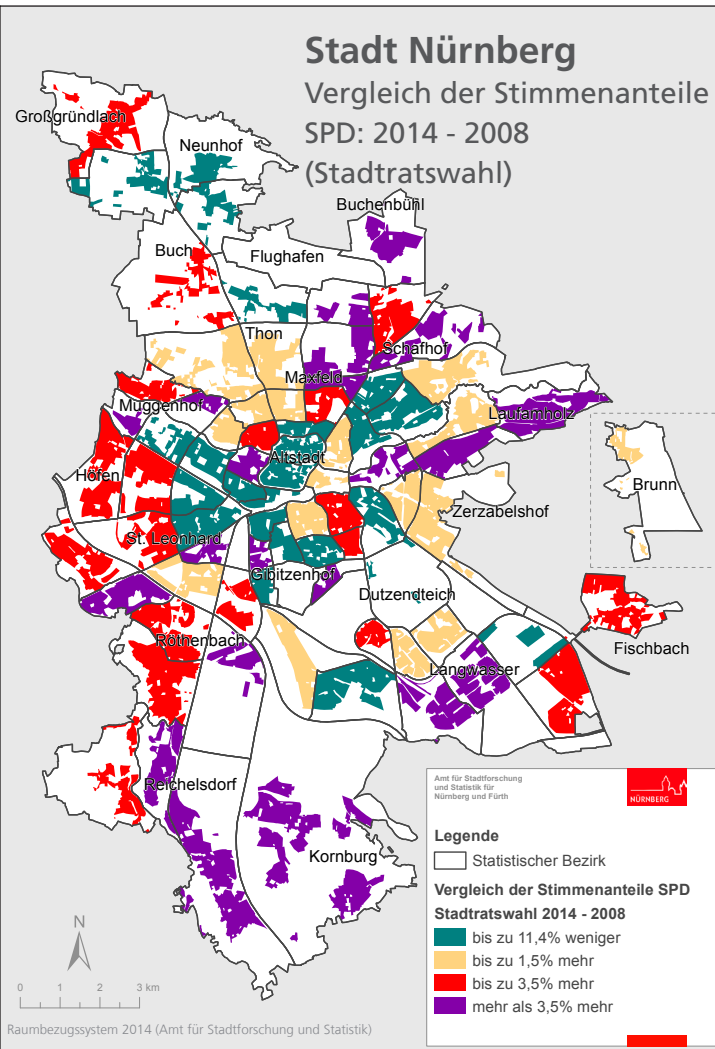 Stadt Nürnberg
Vergleich der Stimmenanteile
SPD: 2014 - 2008
(Stadtratswahl)
Großgründlach
Neunhof
Buchenbühl
Buch
Flughafen
Thon
Schafhof
Maxfeld
Muggenhof
Laufamholz
Altstadt
Höfen
Brunn
Zerzabelshof
St. Leonhard
Gibitzenhof
Dutzendteich
Röthenbach
Fischbach
Langwasser
Reichelsdorf
Kornburg
Amt für Stadtforschung
und Statistik für
Nürnberg und Fürth
NÜRNBERG
Legende
Statistischer Bezirk
Vergleich der Stimmenanteile SPD
Stadtratswahl 2014 - 2008
bis zu 11,4% weniger
bis zu 1,5% mehr
bis zu 3,5% mehr
mehr als 3,5% mehr
N
0 1 2 3 km
Raumbezugssystem 2014 (Amt für Stadtforschung und Statistik)